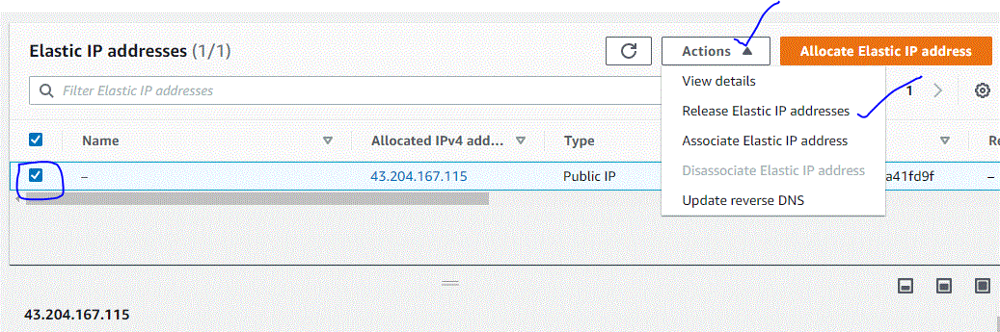 Elastic IP addresses (1/1)
Actions ▲
Allocate Elastic IP address
Filter Elastic IP addresses
1
View details
Release Elastic IP addresses
Associate Elastic IP address
Disassociate Elastic IP address
Update reverse DNS
Name Allocated IPv4 add... Type Re
– 43.204.167.115 Public IP a41fd9f –
43.204.167.115